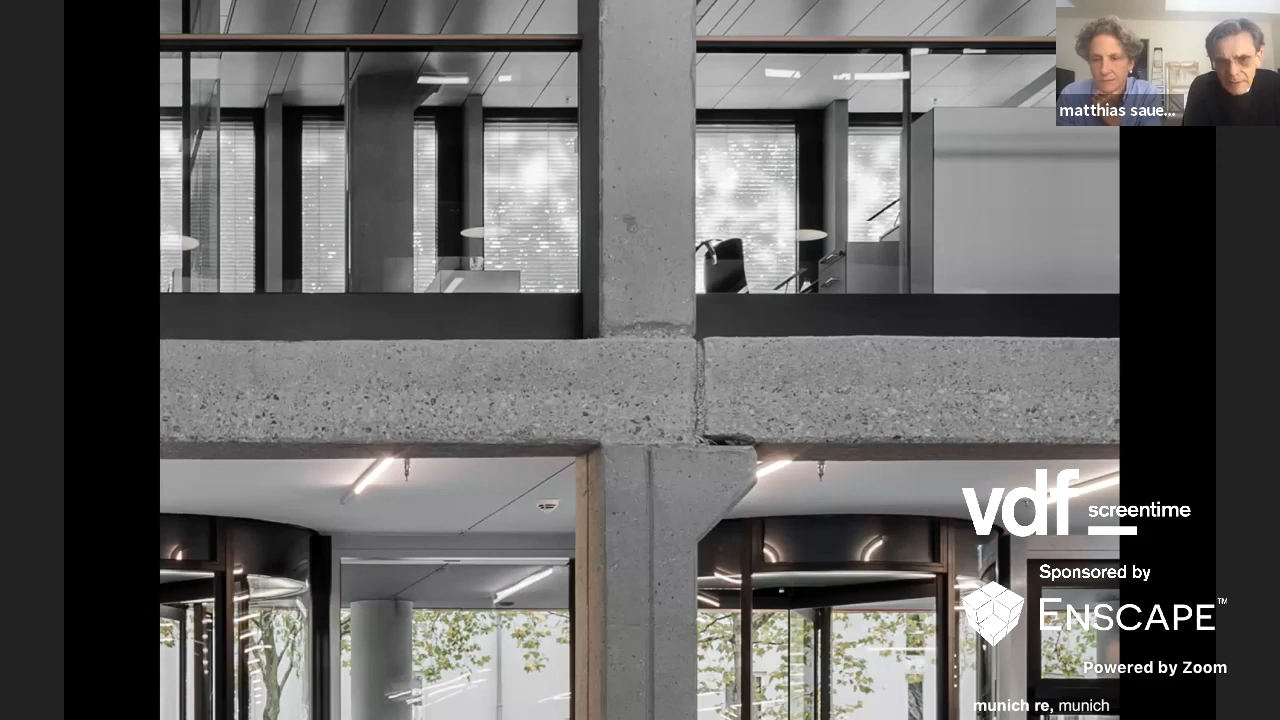 matthias saue...
vdf screentime
Sponsored by
ENSCAPE™
Powered by Zoom
munich re, munich